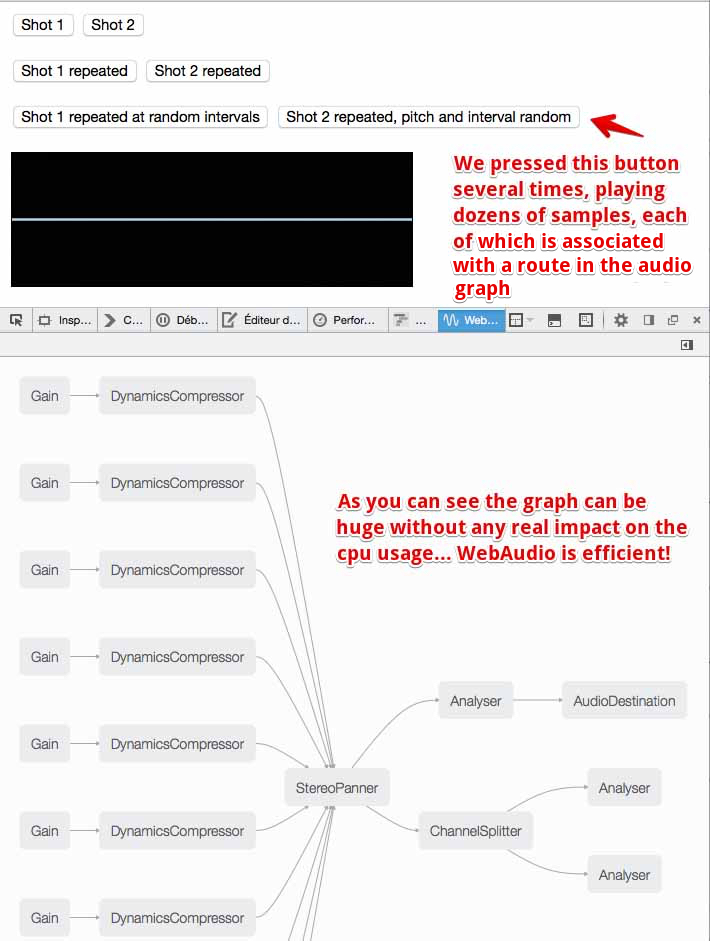 Shot 1 Shot 2
Shot 1 repeated Shot 2 repeated
Shot 1 repeated at random intervals Shot 2 repeated, pitch and interval random
We pressed this button
several times, playing
dozens of samples, each
of which is associated
with a route in the audio
graph
Insp... C... Déb... Éditeur d... Perfor... ... Web...
Gain DynamicsCompressor
Gain DynamicsCompressor
As you can see the graph can be
huge without any real impact on the
cpu usage... WebAudio is efficient!
Gain DynamicsCompressor
Gain DynamicsCompressor
Analyser AudioDestination
Gain DynamicsCompressor
StereoPanner Analyser
Gain DynamicsCompressor ChannelSplitter
Analyser
Gain DynamicsCompressor